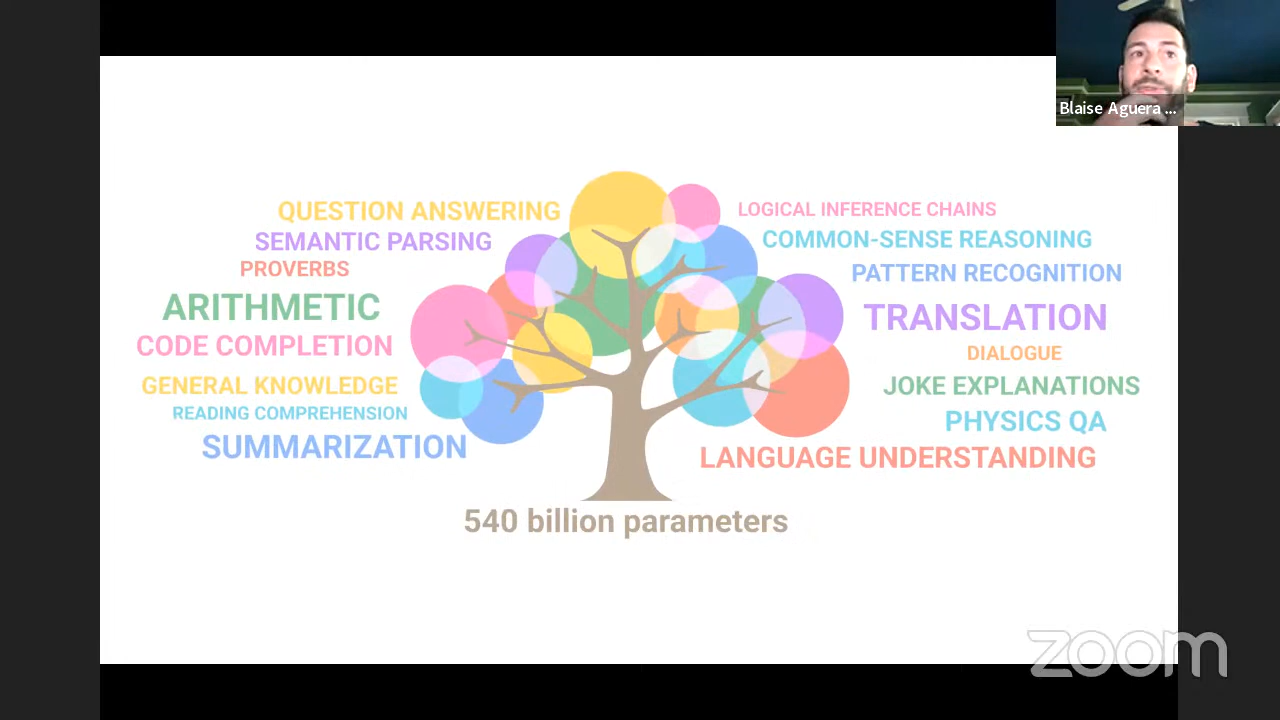 Blaise Aguera ...
QUESTION ANSWERING
SEMANTIC PARSING
PROVERBS
ARITHMETIC
CODE COMPLETION
GENERAL KNOWLEDGE
READING COMPREHENSION
SUMMARIZATION
LOGICAL INFERENCE CHAINS
COMMON-SENSE REASONING
PATTERN RECOGNITION
TRANSLATION
DIALOGUE
JOKE EXPLANATIONS
PHYSICS QA
LANGUAGE UNDERSTANDING
540 billion parameters
zoom